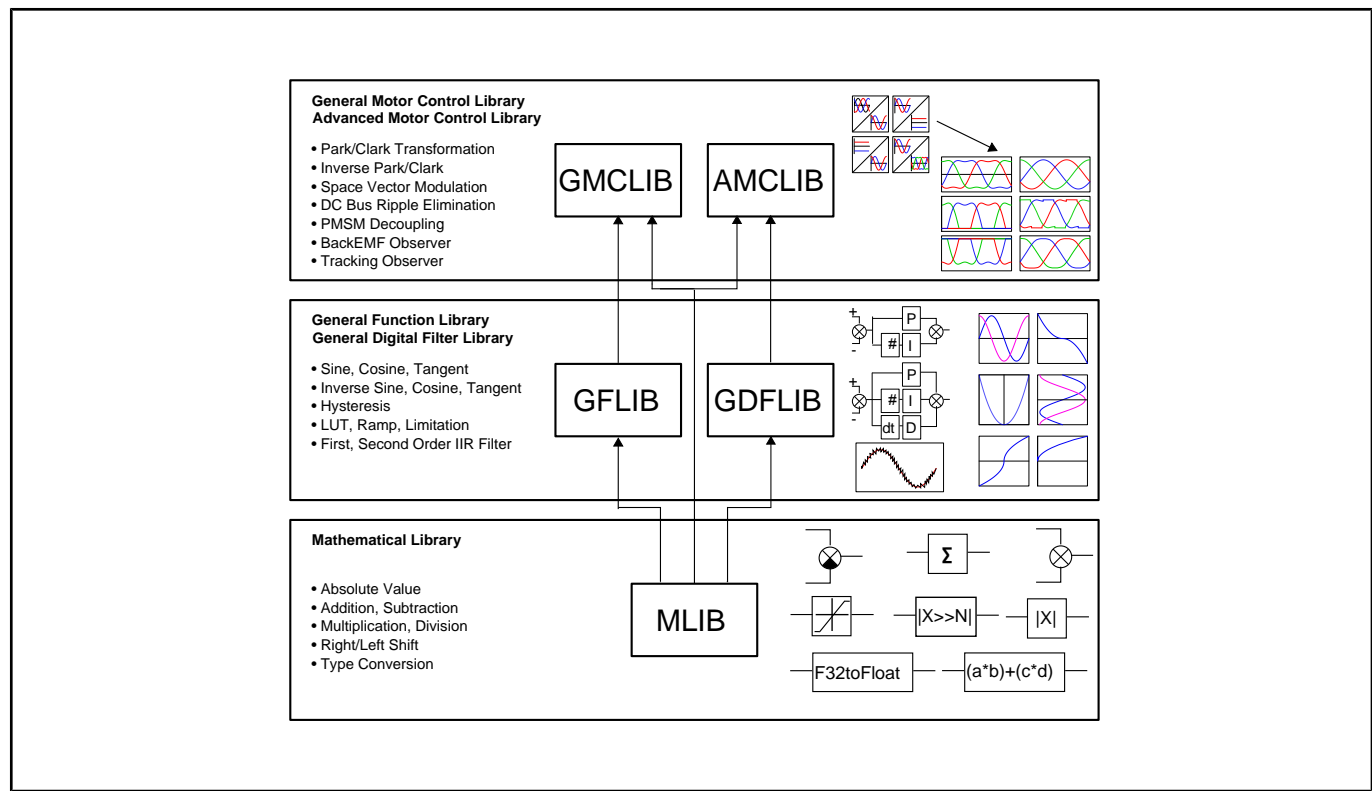 General Motor Control Library
Advanced Motor Control Library
• Park/Clark Transformation
• Inverse Park/Clark
• Space Vector Modulation
• DC Bus Ripple Elimination
• PMSM Decoupling
• BackEMF Observer
• Tracking Observer
GMCLIB
AMCLIB
General Function Library
General Digital Filter Library
• Sine, Cosine, Tangent
• Inverse Sine, Cosine, Tangent
• Hysteresis
• LUT, Ramp, Limitation
• First, Second Order IIR Filter
GFLIB
GDFLIB
+
P
-
# I
+
P
# I
-
dt D
Mathematical Library
• Absolute Value
• Addition, Subtraction
• Multiplication, Division
• Right/Left Shift
• Type Conversion
MLIB
Σ
|X>>N|
|X|
F32toFloat
(a*b)+(c*d)